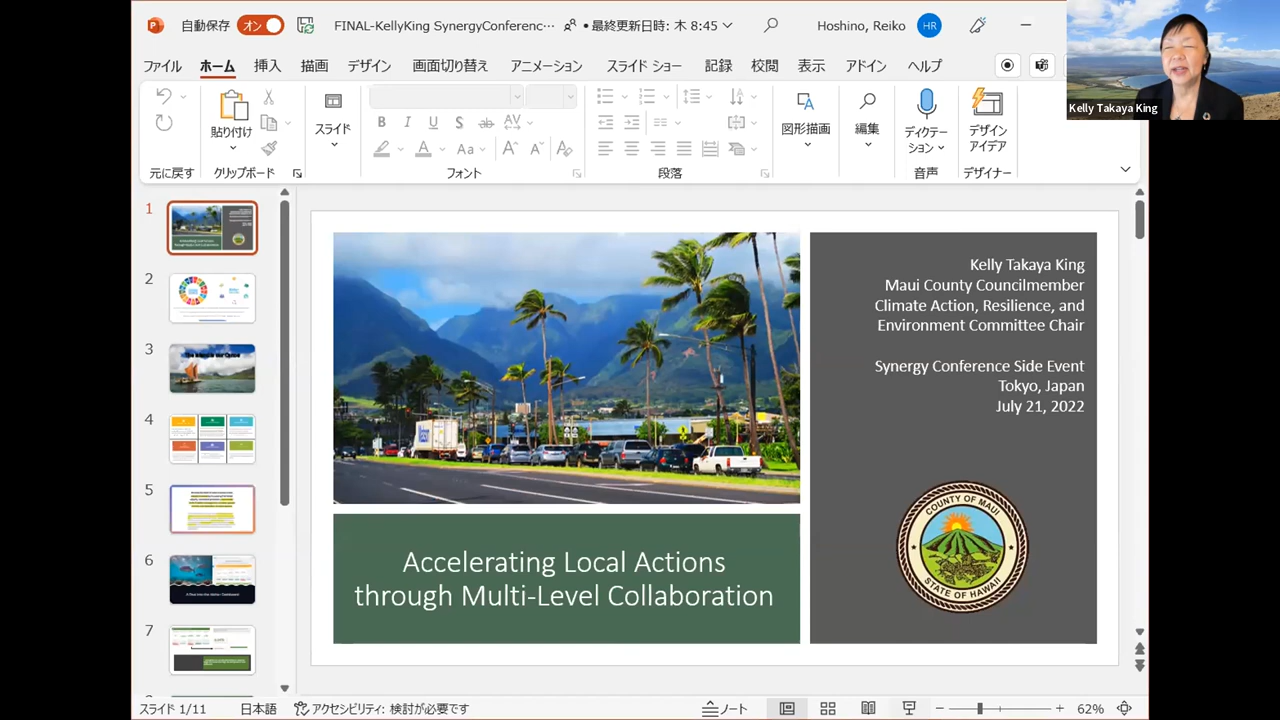 自動保存
オン
FINAL-KellyKing SynergyConferenc…
• 最終更新日時: 木 8:45
Hoshino, Reiko
HR
ファイル
ホーム
挿入
描画
デザイン
画面切り替え
アニメーション
スライド ショー
記録
校閲
表示
アドイン
ヘルプ
貼り付け
スライド
B
I
U
S
ab
AV
A
Aa
A
A
A
図形描画
編集
ディクテー
ション
デザイン
アイデア
元に戻す
クリップボード
フォント
段落
音声
デザイナー
Kelly Takaya King
1
2
3
4
5
6
7
Kelly Takaya King
Maui County Councilmember
Climate Action, Resilience, and
Environment Committee Chair
Synergy Conference Side Event
Tokyo, Japan
July 21, 2022
COUNTY OF MAUI
STATE OF HAWAII
Accelerating Local Actions
through Multi-Level Collaboration
スライド 1/11
日本語
アクセシビリティ: 検討が必要です
ノート
62%